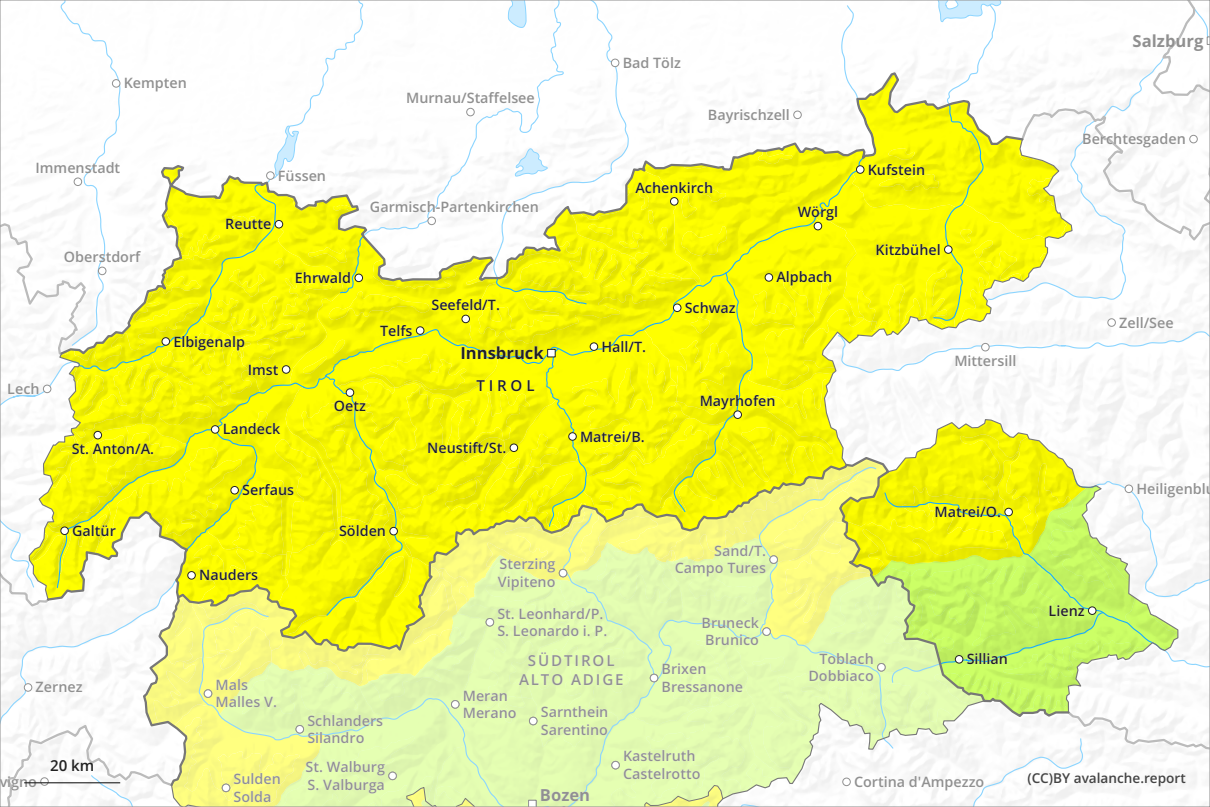 Salzburg
Bad Tölz
Kempten
Murnau/Staffelsee
Bayrischzell
Berchtesgaden
Immenstadt
Füssen
Kufstein
Achenkirch
Garmisch-Partenkirchen
Wörgl
Reutte
Kitzbühel
Oberstdorf
Ehrwald
Alpbach
Seefeld/T.
Schwaz
Zell/See
Telfs
Elbigenalp
Innsbruck
Hall/T.
Mittersill
Imst
TIROL
Lech
Oetz
Mayrhofen
Landeck
Matrei/B.
St. Anton/A.
Neustift/St.
Serfaus
Heiligenblu
Matrei/O.
Galtür
Sölden
Sand/T.
Campo Tures
Sterzing
Vipiteno
Nauders
Lienz
St. Leonhard/P.
S. Leonardo i. P.
Bruneck
Brunico
Sillian
SÜDTIROL
ALTO ADIGE
Toblach
Dobbiaco
Brixen
Bressanone
Zernez
Mals
Malles V.
Meran
Merano
Sarnthein
Sarentino
Schlanders
Silandro
Kastelruth
Castelrotto
20 km
St. Walburg
S. Valburga
vigno
Sulden
Solda
Cortina d'Ampezzo
(CC)BY avalanche.report
Bozen